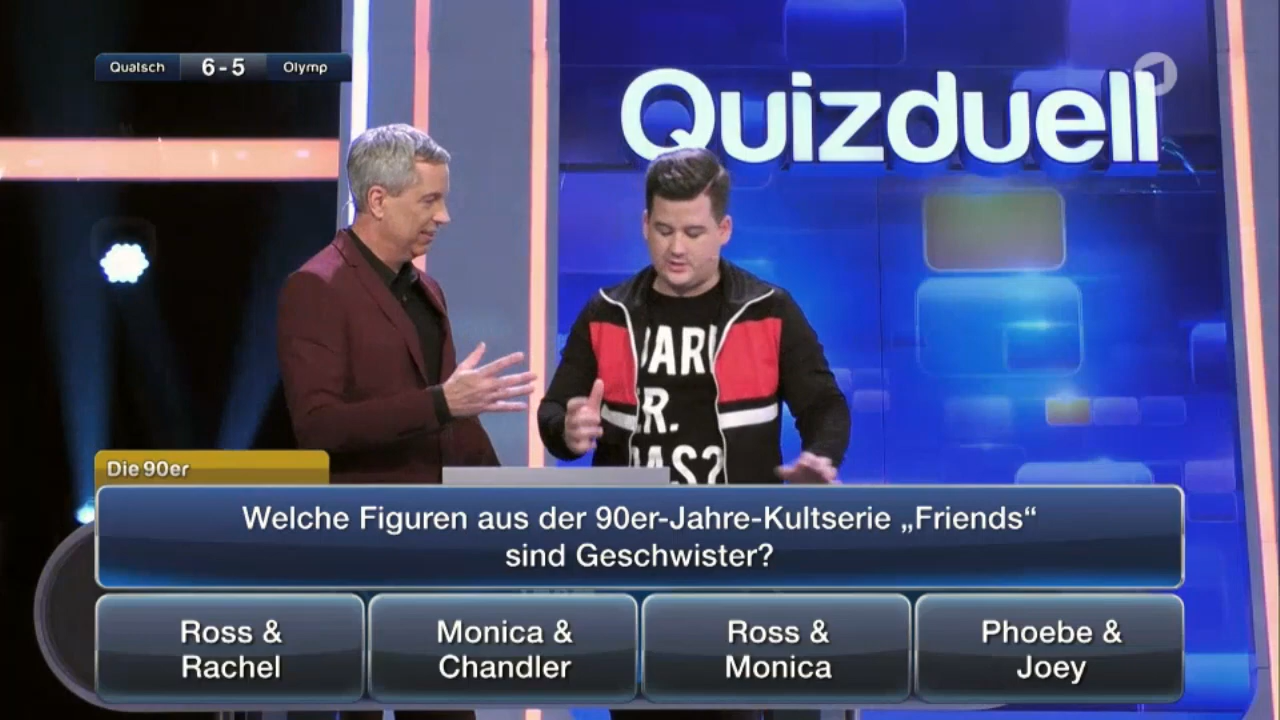 Quatsch 6-5 Olymp
Quizduell
Die 90er
Welche Figuren aus der 90er-Jahre-Kultserie „Friends“
sind Geschwister?
Ross &
Rachel
Monica &
Chandler
Ross &
Monica
Phoebe &
Joey